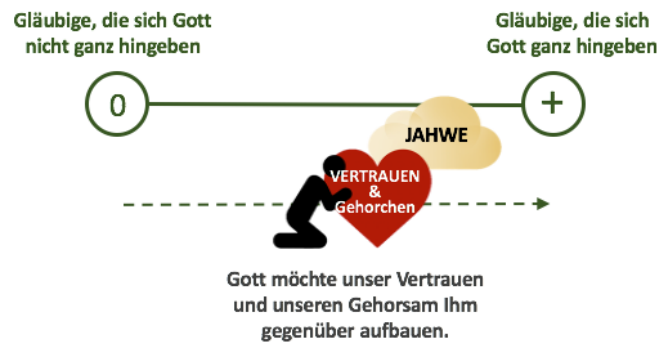 Gläubige, die sich Gott
nicht ganz hingeben
Gläubige, die sich
Gott ganz hingeben
0
+
JAHWE
VERTRAUEN
&
Gehorchen
Gott möchte unser Vertrauen
und unseren Gehorsam Ihm
gegenüber aufbauen.